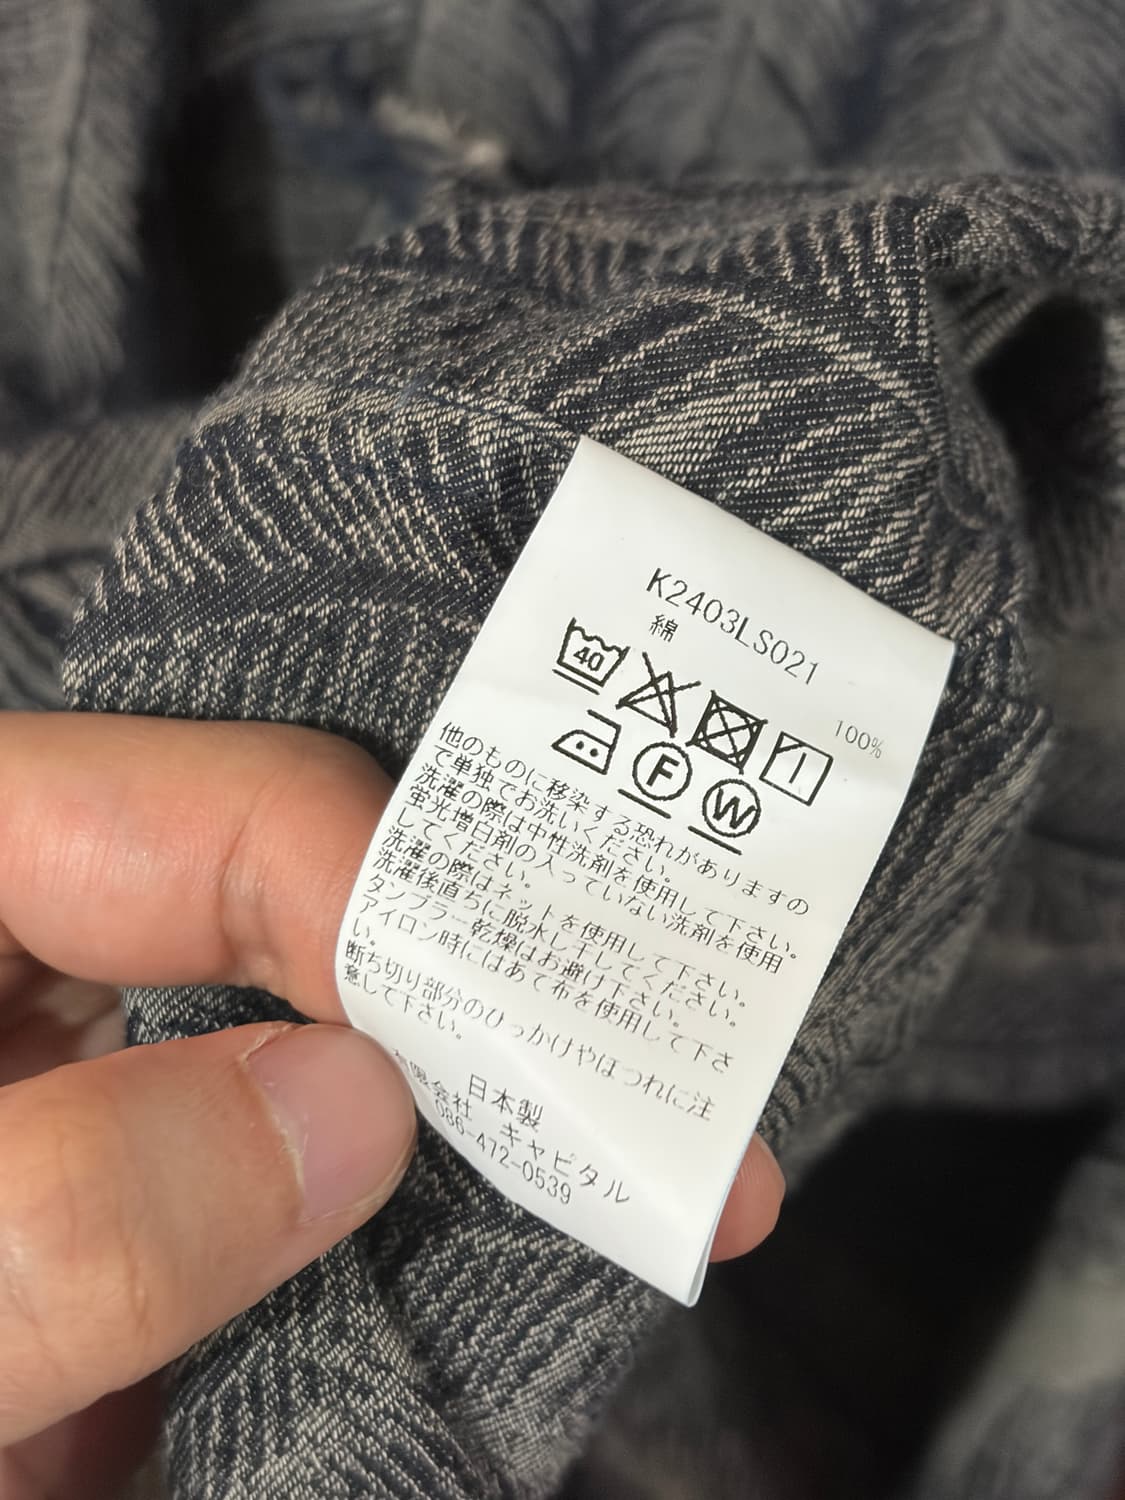 K2403LS021
綿 100%
40
F W
他のものに移染する恐れがありますの
で単独でお洗いください。
洗濯の際は中性洗剤を使用して下さい。
蛍光増白剤の入っていない洗剤を使用
してください。
洗濯の際はネットを使用して下さい。
洗濯後直ちに脱水し干してください。
タンブラー乾燥はお避け下さい。
アイロン時にはあて布を使用して下さ
い。
断ち切り部分のひっかけやほつれに注
意して下さい。
日本製
有限会社 キャピタル
086-472-0539